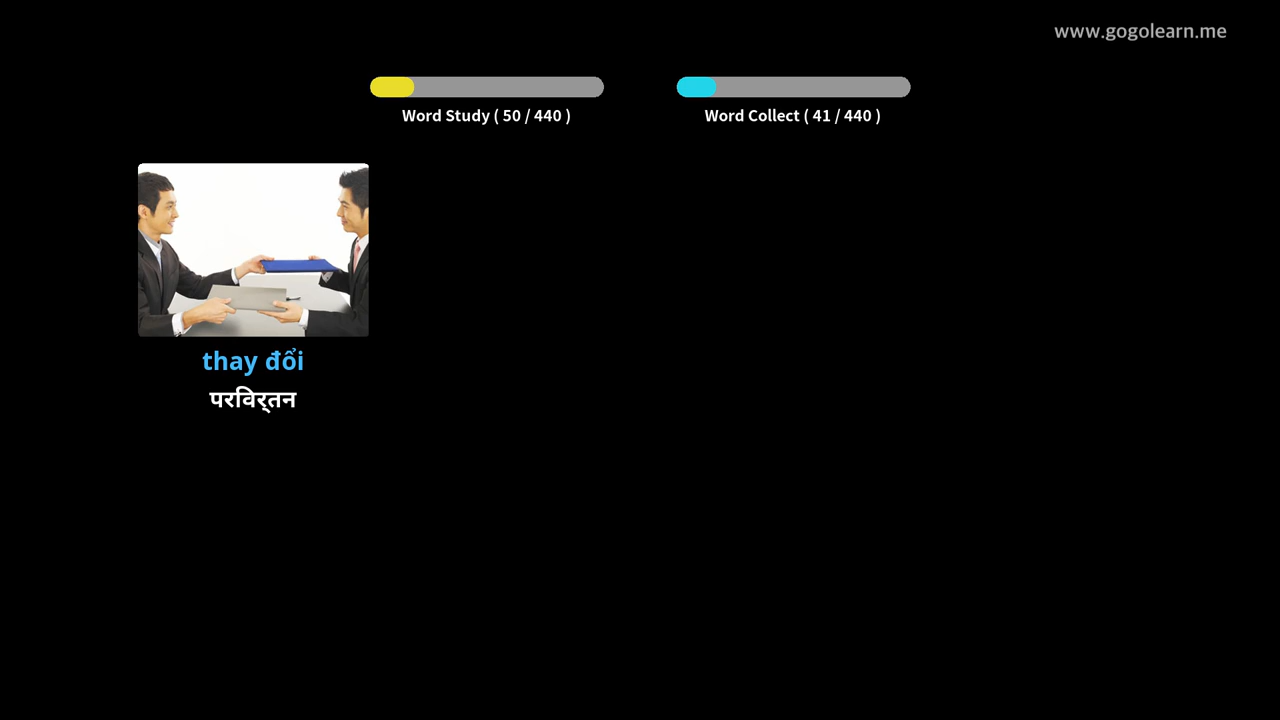 www.gogolearn.me
Word Study ( 50 / 440 )
Word Collect ( 41 / 440 )
thay đổi
परविर्तन